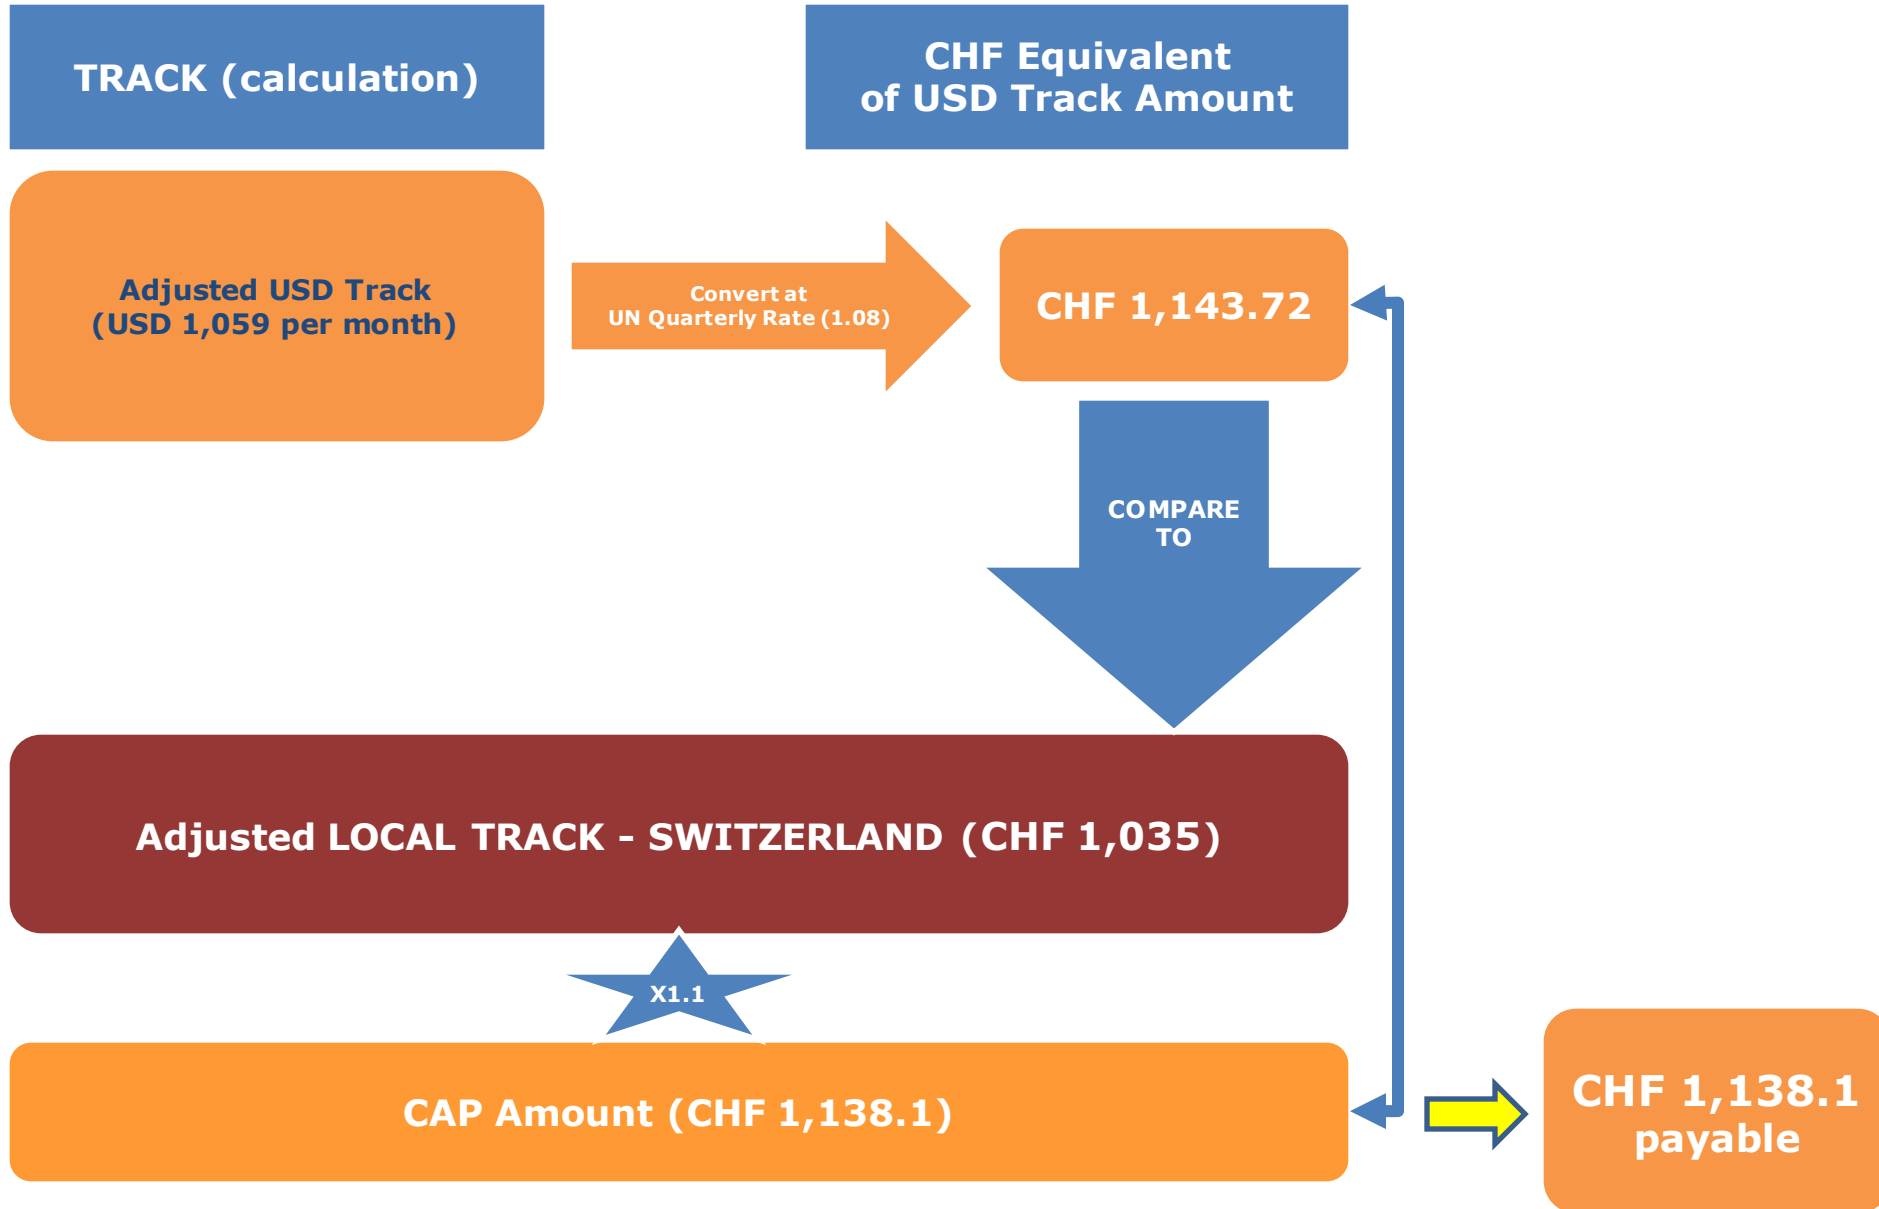 TRACK (calculation)
CHF Equivalent
of USD Track Amount
Adjusted USD Track
(USD 1,059 per month)
Convert at
UN Quarterly Rate (1.08)
CHF 1,143.72
COMPARE
TO
Adjusted LOCAL TRACK - SWITZERLAND (CHF 1,035)
X1.1
CAP Amount (CHF 1,138.1)
CHF 1,138.1
payable